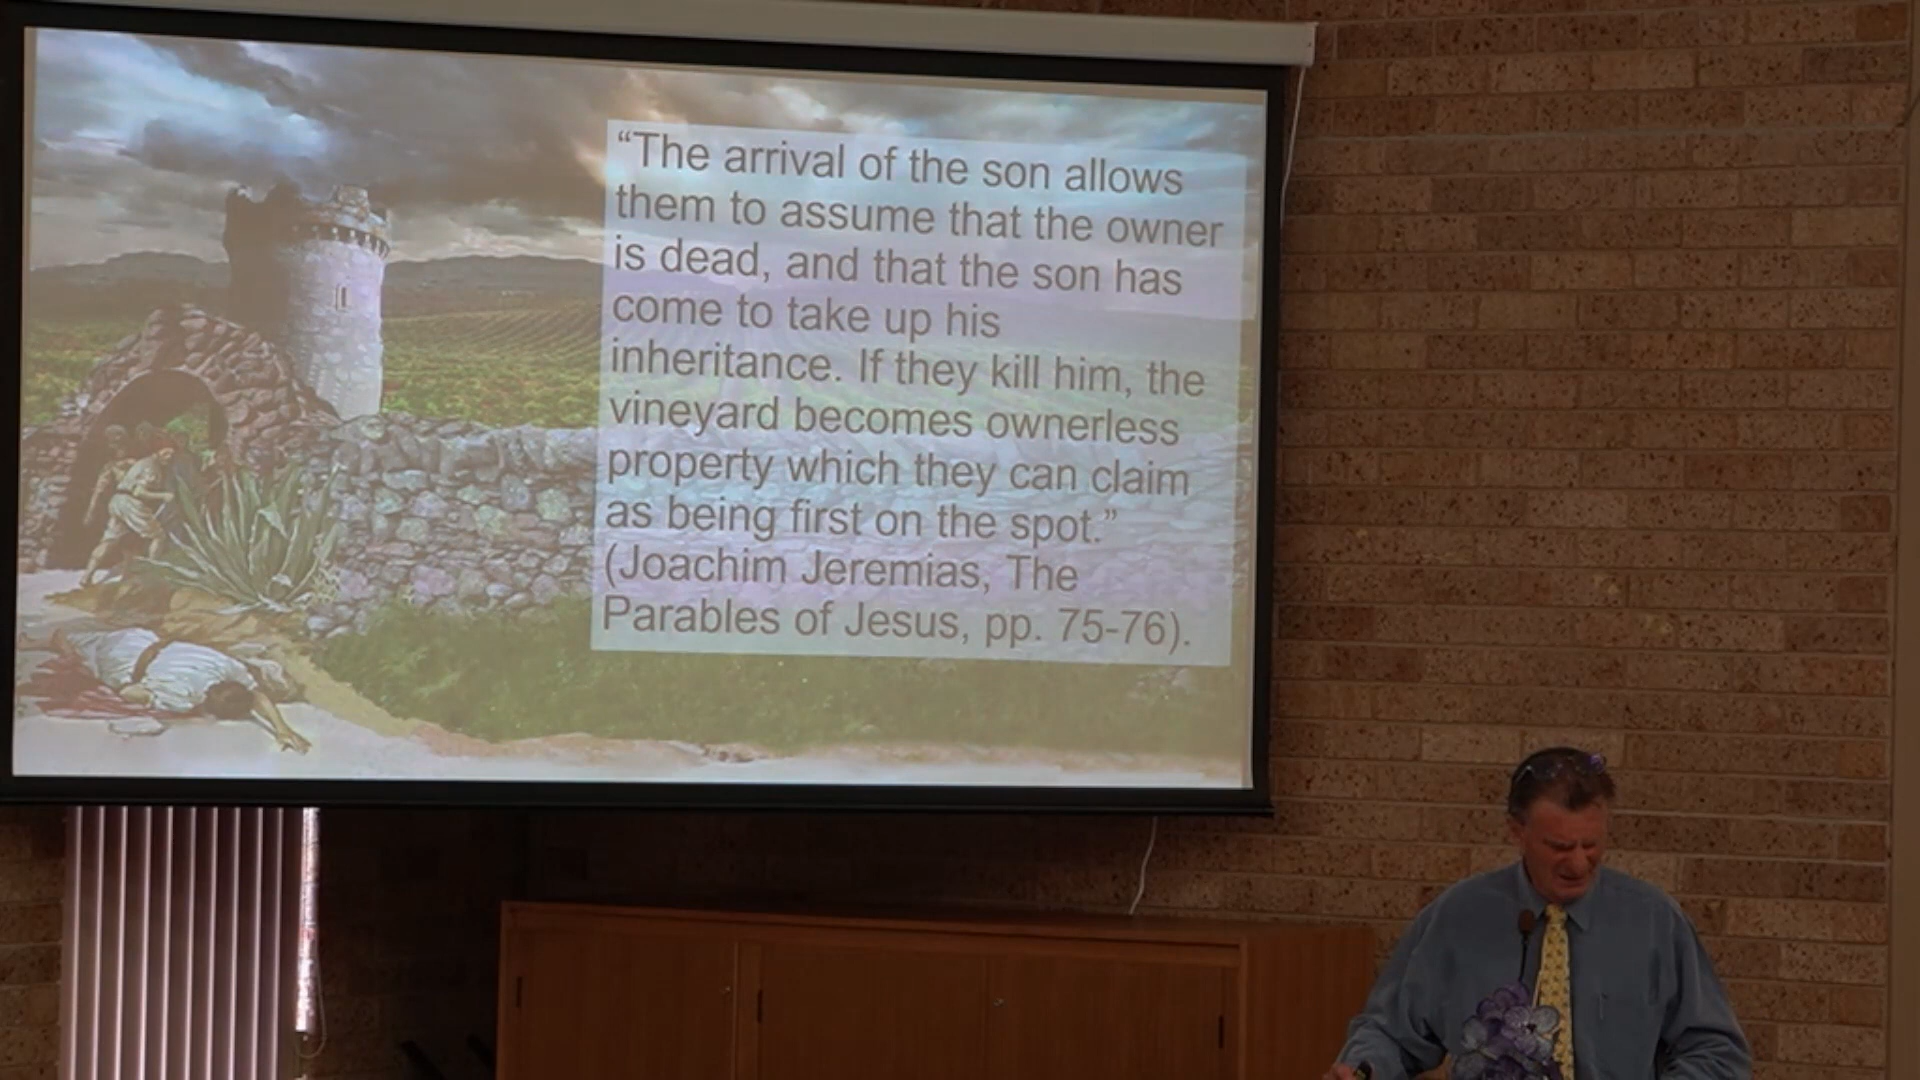 “The arrival of the son allows
them to assume that the owner
is dead, and that the son has
come to take up his
inheritance. If they kill him, the
vineyard becomes ownerless
property which they can claim
as being first on the spot.”
(Joachim Jeremias, The
Parables of Jesus, pp. 75-76).